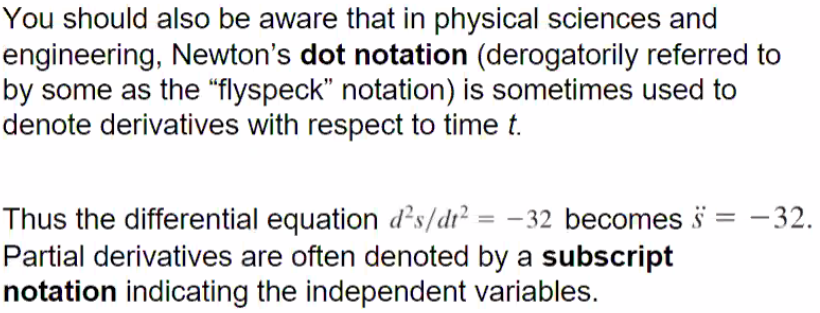 You should also be aware that in physical sciences and
engineering, Newton's dot notation (derogatorily referred to
by some as the “flyspeck” notation) is sometimes used to
denote derivatives with respect to time t.
Thus the differential equation d²s/dt² = −32 becomes s̈ = −32.
Partial derivatives are often denoted by a subscript
notation indicating the independent variables.